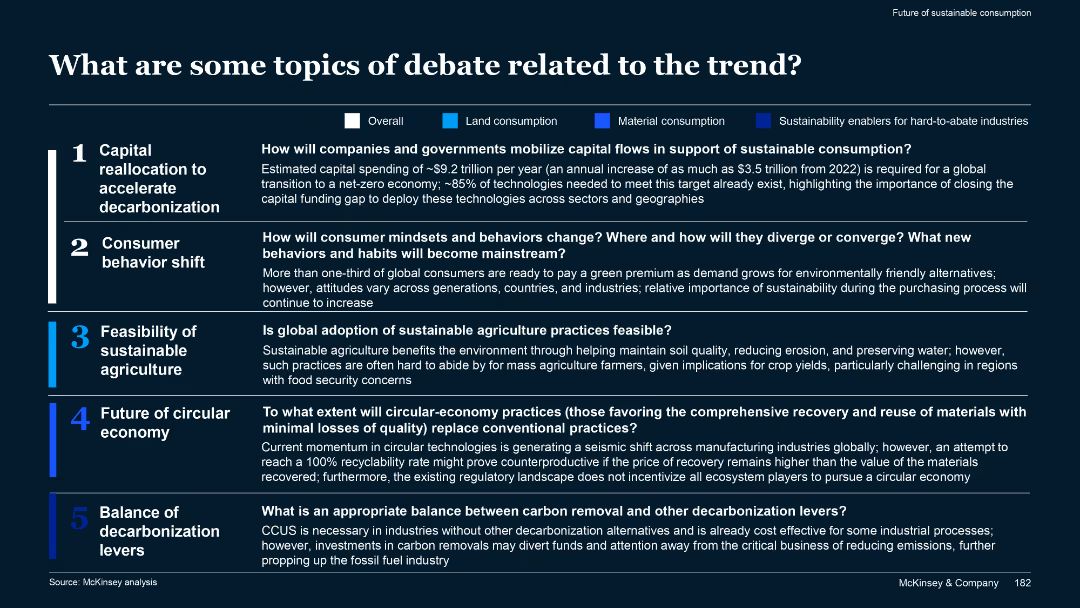 Future of sustainable consumption
What are some topics of debate related to the trend?
Overall
Land consumption
Material consumption
Sustainability enablers for hard-to-abate industries
1
Capital
reallocation to
accelerate
decarbonization
How will companies and governments mobilize capital flows in support of sustainable consumption?
Estimated capital spending of ~$9.2 trillion per year (an annual increase of as much as $3.5 trillion from 2022) is required for a global
transition to a net-zero economy; ~85% of technologies needed to meet this target already exist, highlighting the importance of closing the
capital funding gap to deploy these technologies across sectors and geographies
2
Consumer
behavior shift
How will consumer mindsets and behaviors change? Where and how will they diverge or converge? What new
behaviors and habits will become mainstream?
More than one-third of global consumers are ready to pay a green premium as demand grows for environmentally friendly alternatives;
however, attitudes vary across generations, countries, and industries; relative importance of sustainability during the purchasing process will
continue to increase
3
Feasibility of
sustainable
agriculture
Is global adoption of sustainable agriculture practices feasible?
Sustainable agriculture benefits the environment through helping maintain soil quality, reducing erosion, and preserving water; however,
such practices are often hard to abide by for mass agriculture farmers, given implications for crop yields, particularly challenging in regions
with food security concerns
4
Future of circular
economy
To what extent will circular-economy practices (those favoring the comprehensive recovery and reuse of materials with
minimal losses of quality) replace conventional practices?
Current momentum in circular technologies is generating a seismic shift across manufacturing industries globally; however, an attempt to
reach a 100% recyclability rate might prove counterproductive if the price of recovery remains higher than the value of the materials
recovered; furthermore, the existing regulatory landscape does not incentivize all ecosystem players to pursue a circular economy
5
Balance of
decarbonization
levers
What is an appropriate balance between carbon removal and other decarbonization levers?
CCUS is necessary in industries without other decarbonization alternatives and is already cost effective for some industrial processes;
however, investments in carbon removals may divert funds and attention away from the critical business of reducing emissions, further
propping up the fossil fuel industry
Source: McKinsey analysis
McKinsey & Company 182